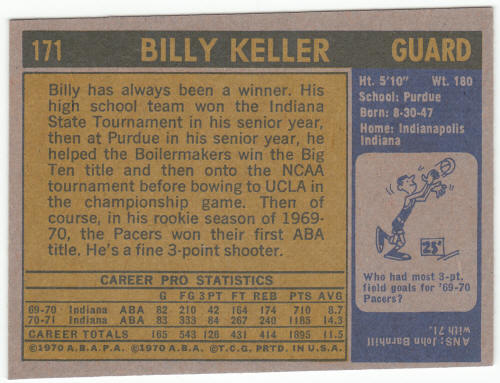 171 BILLY KELLER GUARD
Billy has always been a winner. His
high school team won the Indiana
State Tournament in his senior year,
then at Purdue in his senior year, he
helped the Boilermakers win the Big
Ten title and then onto the NCAA
tournament before bowing to UCLA in
the championship game. Then of
course, in his rookie season of 1969-
70, the Pacers won their first ABA
title. He's a fine 3-point shooter.
CAREER PRO STATISTICS
G FG 3PT FT REB PTS AVG
69-70 Indiana ABA 82 210 42 164 174 710 8.7
70-71 Indiana ABA 83 333 84 267 240 1185 14.3
CAREER TOTALS 165 543 126 431 414 1895 11.5
©1970 A.B.A.P.A. ©1970 A.B.A. ©T.C.G. PRTD. IN U.S.A.
Ht. 5'10" Wt. 180
School: Purdue
Born: 8-30-47
Home: Indianapolis
Indiana
25'
Who had most 3-pt.
field goals for '69-70
Pacers?
ANS: John Barnhill
with 71.